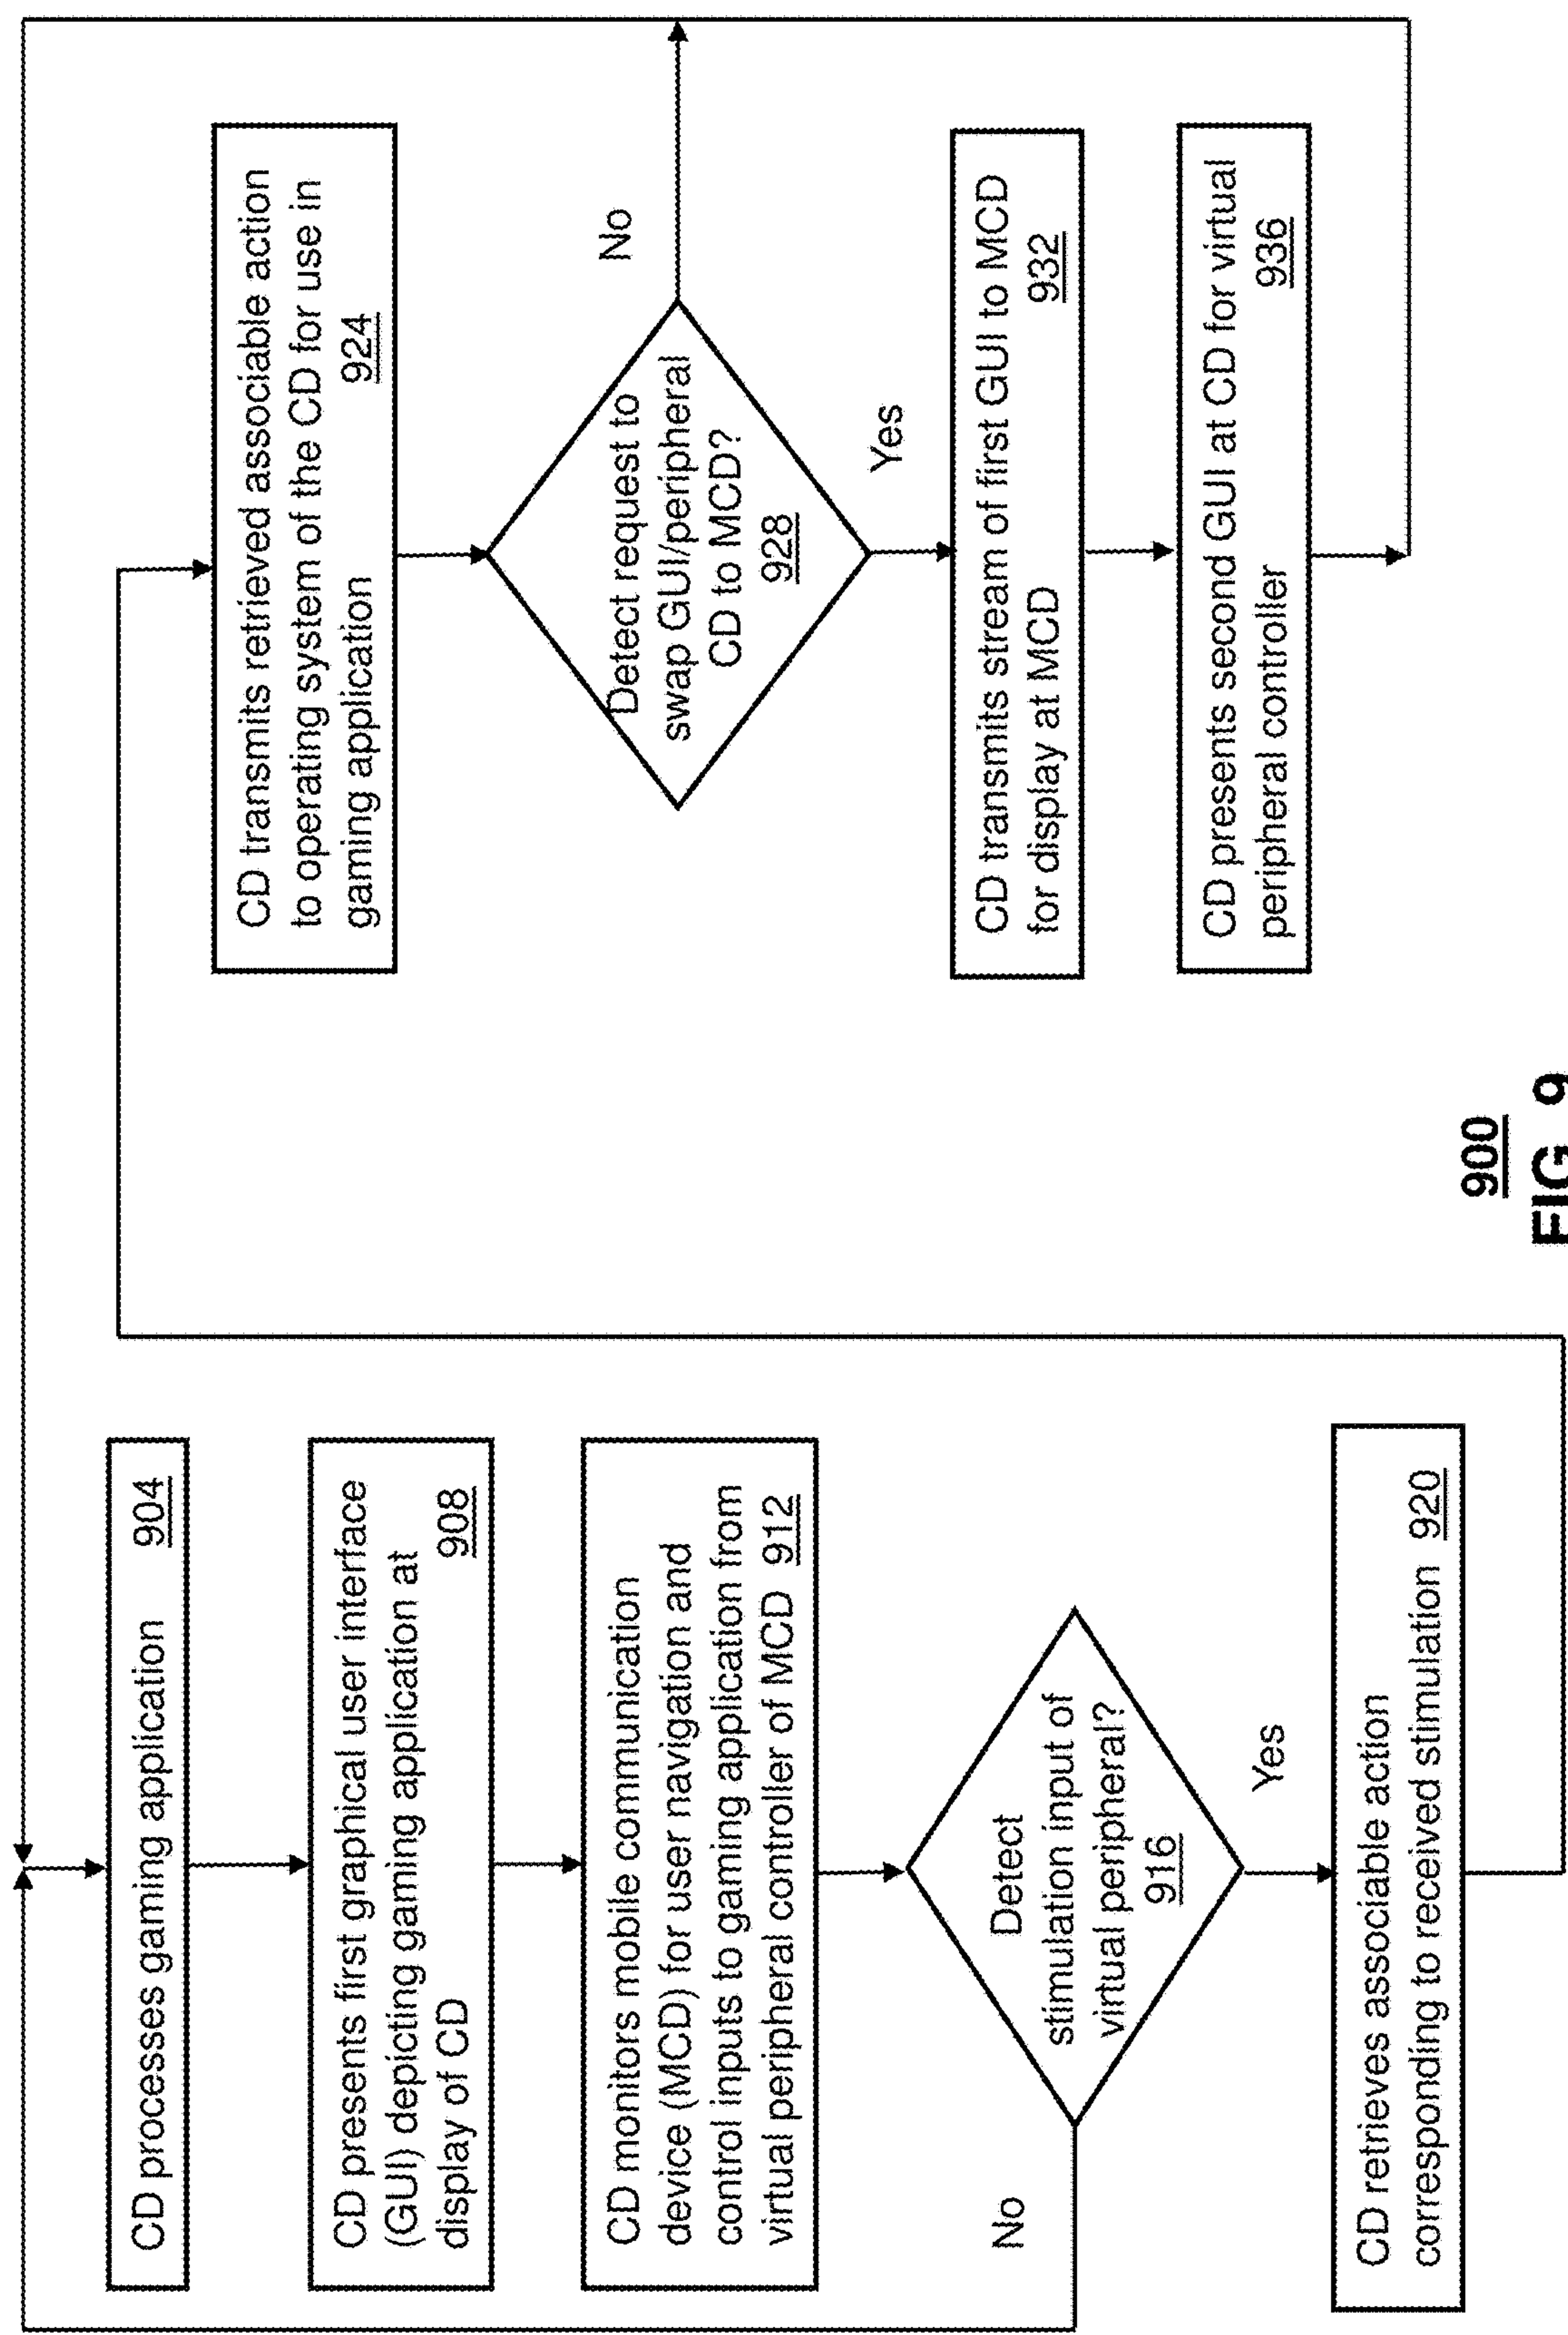 CD processes gaming application 904
CD presents first graphical user interface
(GUI) depicting gaming application at
display of CD 908
CD monitors mobile communication
device (MCD) for user navigation and
control inputs to gaming application from
virtual peripheral controller of MCD 912
Detect
stimulation input of
virtual peripheral?
916
No
Yes
CD retrieves associable action
corresponding to received stimulation 920
CD transmits retrieved associable action
to operating system of the CD for use in
gaming application 924
Detect request to
swap GUI/peripheral
CD to MCD?
928
No
Yes
CD transmits stream of first GUI to MCD
for display at MCD 932
CD presents second GUI at CD for virtual
peripheral controller 936
900
FIG 9